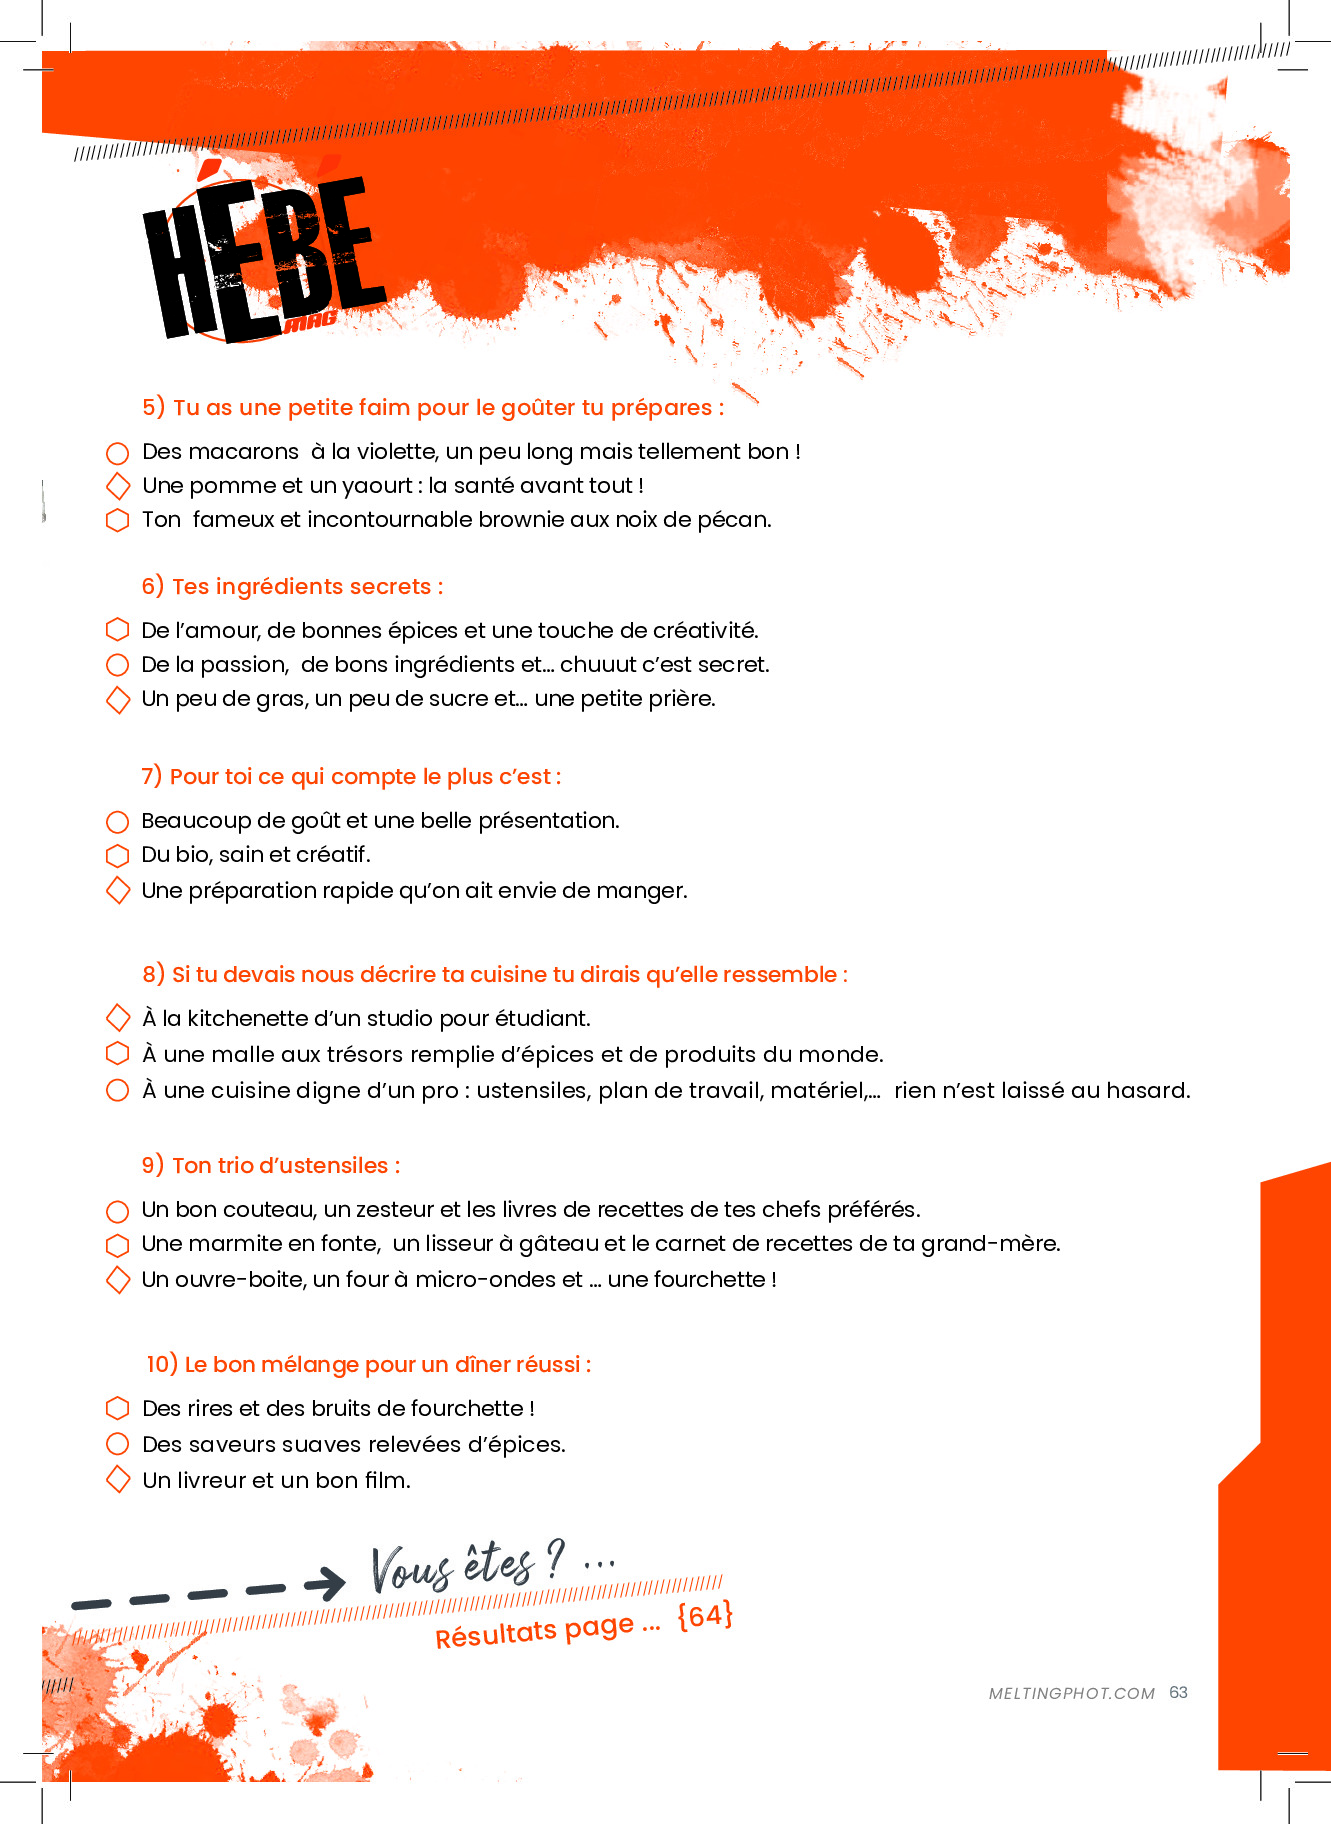 HÉBÉ
.MAG
5) Tu as une petite faim pour le goûter tu prépares :
Des macarons à la violette, un peu long mais tellement bon !
Une pomme et un yaourt : la santé avant tout !
Ton fameux et incontournable brownie aux noix de pécan.
6) Tes ingrédients secrets :
De l’amour, de bonnes épices et une touche de créativité.
De la passion, de bons ingrédients et... chuuut c’est secret.
Un peu de gras, un peu de sucre et... une petite prière.
7) Pour toi ce qui compte le plus c’est :
Beaucoup de goût et une belle présentation.
Du bio, sain et créatif.
Une préparation rapide qu’on ait envie de manger.
8) Si tu devais nous décrire ta cuisine tu dirais qu’elle ressemble :
À la kitchenette d’un studio pour étudiant.
À une malle aux trésors remplie d’épices et de produits du monde.
À une cuisine digne d’un pro : ustensiles, plan de travail, matériel,... rien n’est laissé au hasard.
9) Ton trio d’ustensiles :
Un bon couteau, un zesteur et les livres de recettes de tes chefs préférés.
Une marmite en fonte, un lisseur à gâteau et le carnet de recettes de ta grand-mère.
Un ouvre-boite, un four à micro-ondes et ... une fourchette !
10) Le bon mélange pour un dîner réussi :
Des rires et des bruits de fourchette !
Des saveurs suaves relevées d’épices.
Un livreur et un bon film.
Vous êtes ? ...
Résultats page ... {64}
MELTINGPHOT.COM 63